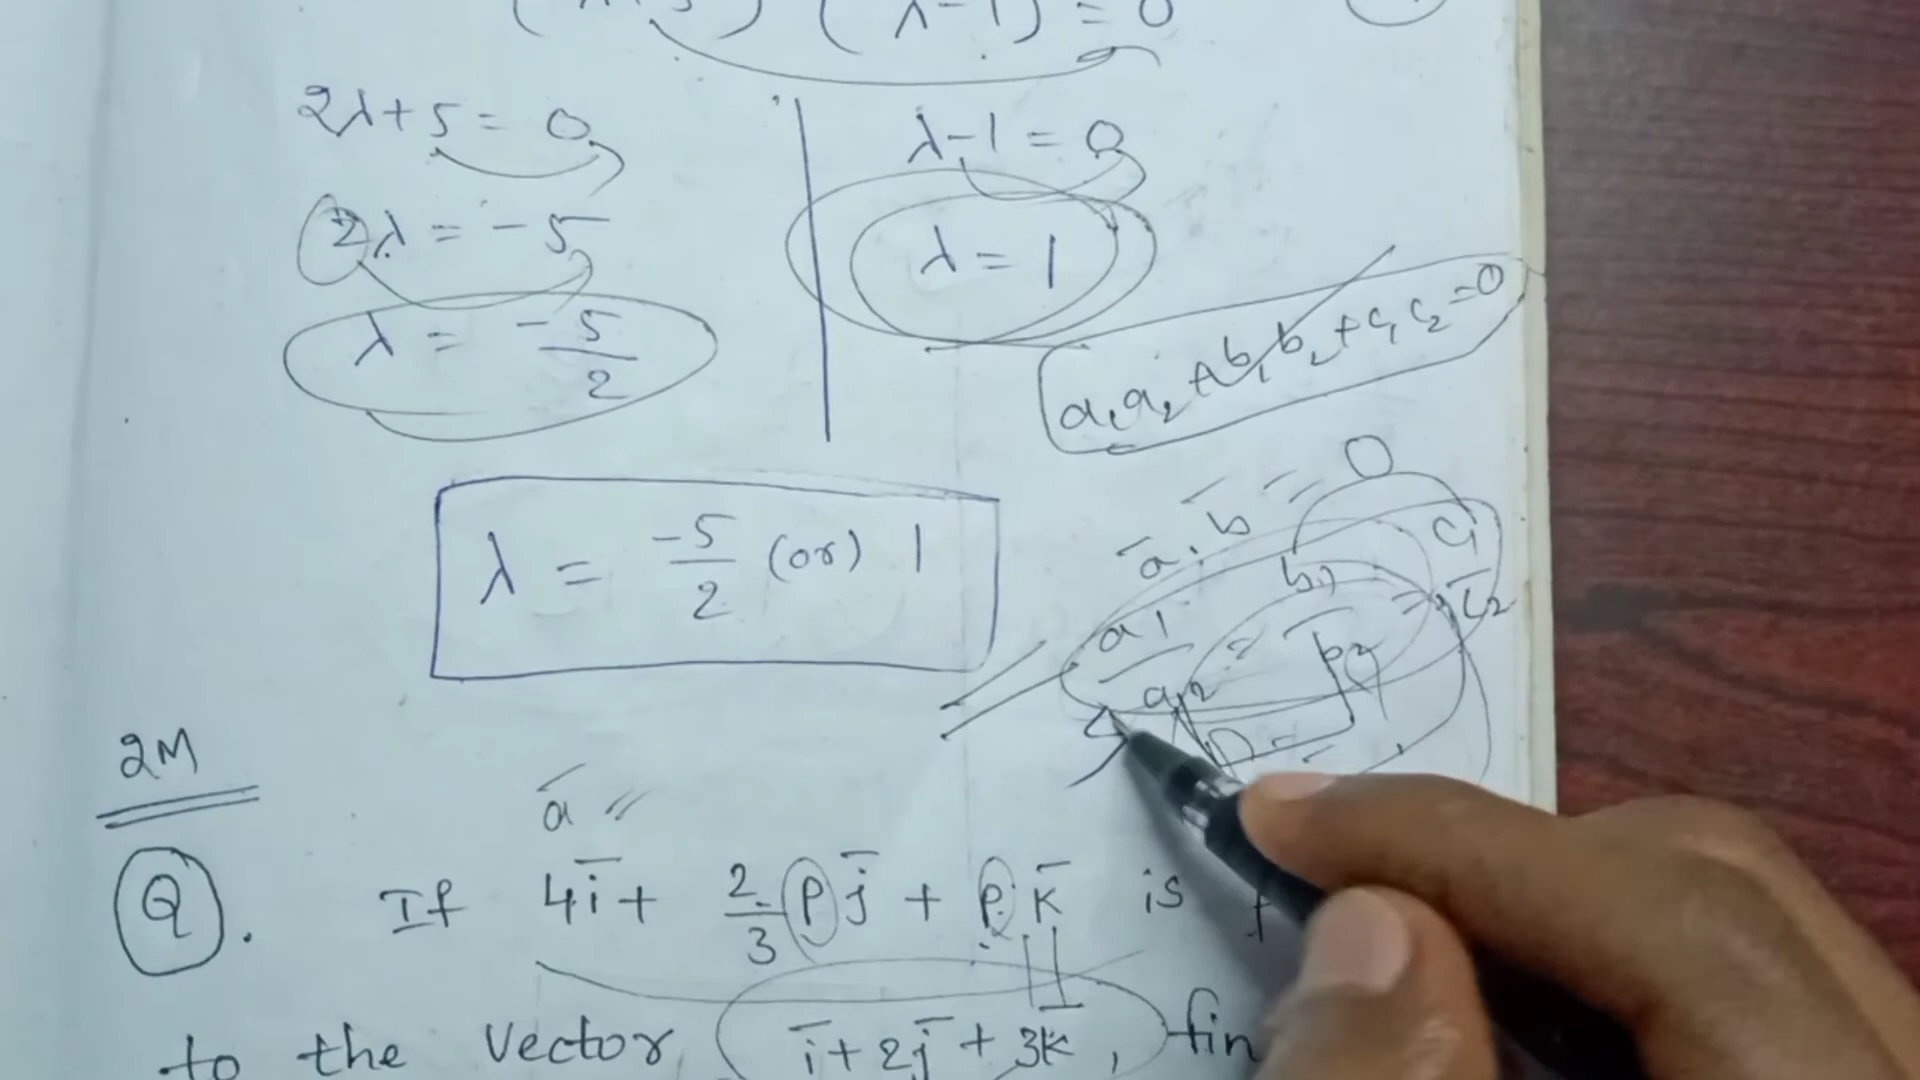 (λ-1) = 0
2λ+5 = 0
λ-1 = 0
2λ = -5
λ = 1
λ = -5/2
a₁a₂ + b₁b₂ + c₁c₂ = 0
a̅ . b̅ = 0
λ = -5/2 (or) 1
a₁ b₁ c₁
a₂ b₂ c₂
2M
a̅
Q. If 4i̅ + 2/3 p j̅ + p k̅ is
to the vector i̅ + 2j̅ + 3k̅,